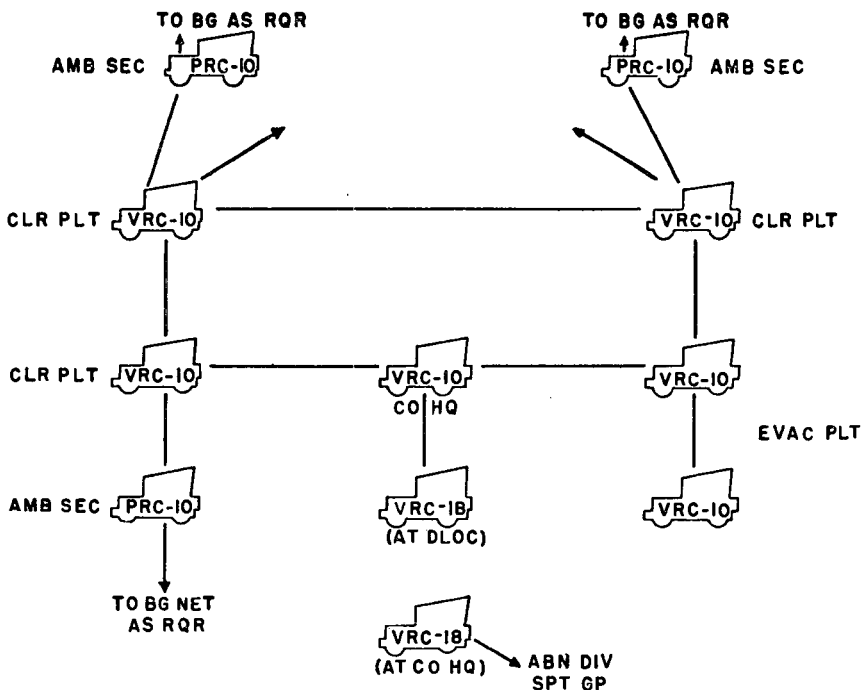 TO BG AS RQR
TO BG AS RQR
AMB SEC
PRC-10
PRC-10
AMB SEC
CLR PLT
VRC-10
VRC-10
CLR PLT
CLR PLT
VRC-10
VRC-10
VRC-10
CO HQ
EVAC PLT
AMB SEC
PRC-10
VRC-18
VRC-10
(AT DLOC)
TO BG NET
AS RQR
VRC-18
(AT CO HQ)
ABN DIV
SPT GP